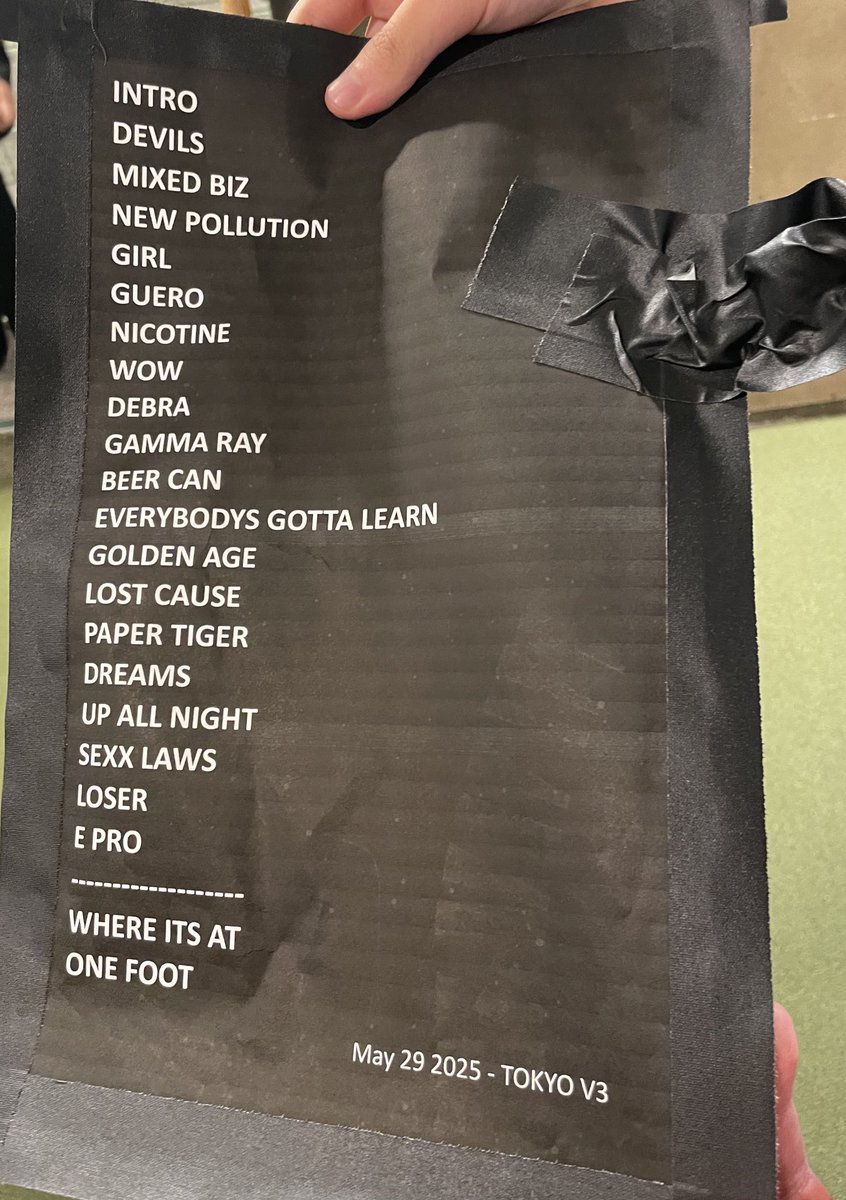 INTRO
DEVILS
MIXED BIZ
NEW POLLUTION
GIRL
GUERO
NICOTINE
WOW
DEBRA
GAMMA RAY
BEER CAN
EVERYBODYS GOTTA LEARN
GOLDEN AGE
LOST CAUSE
PAPER TIGER
DREAMS
UP ALL NIGHT
SEXX LAWS
LOSER
E PRO
-------------------
WHERE ITS AT
ONE FOOT
May 29 2025 - TOKYO V3